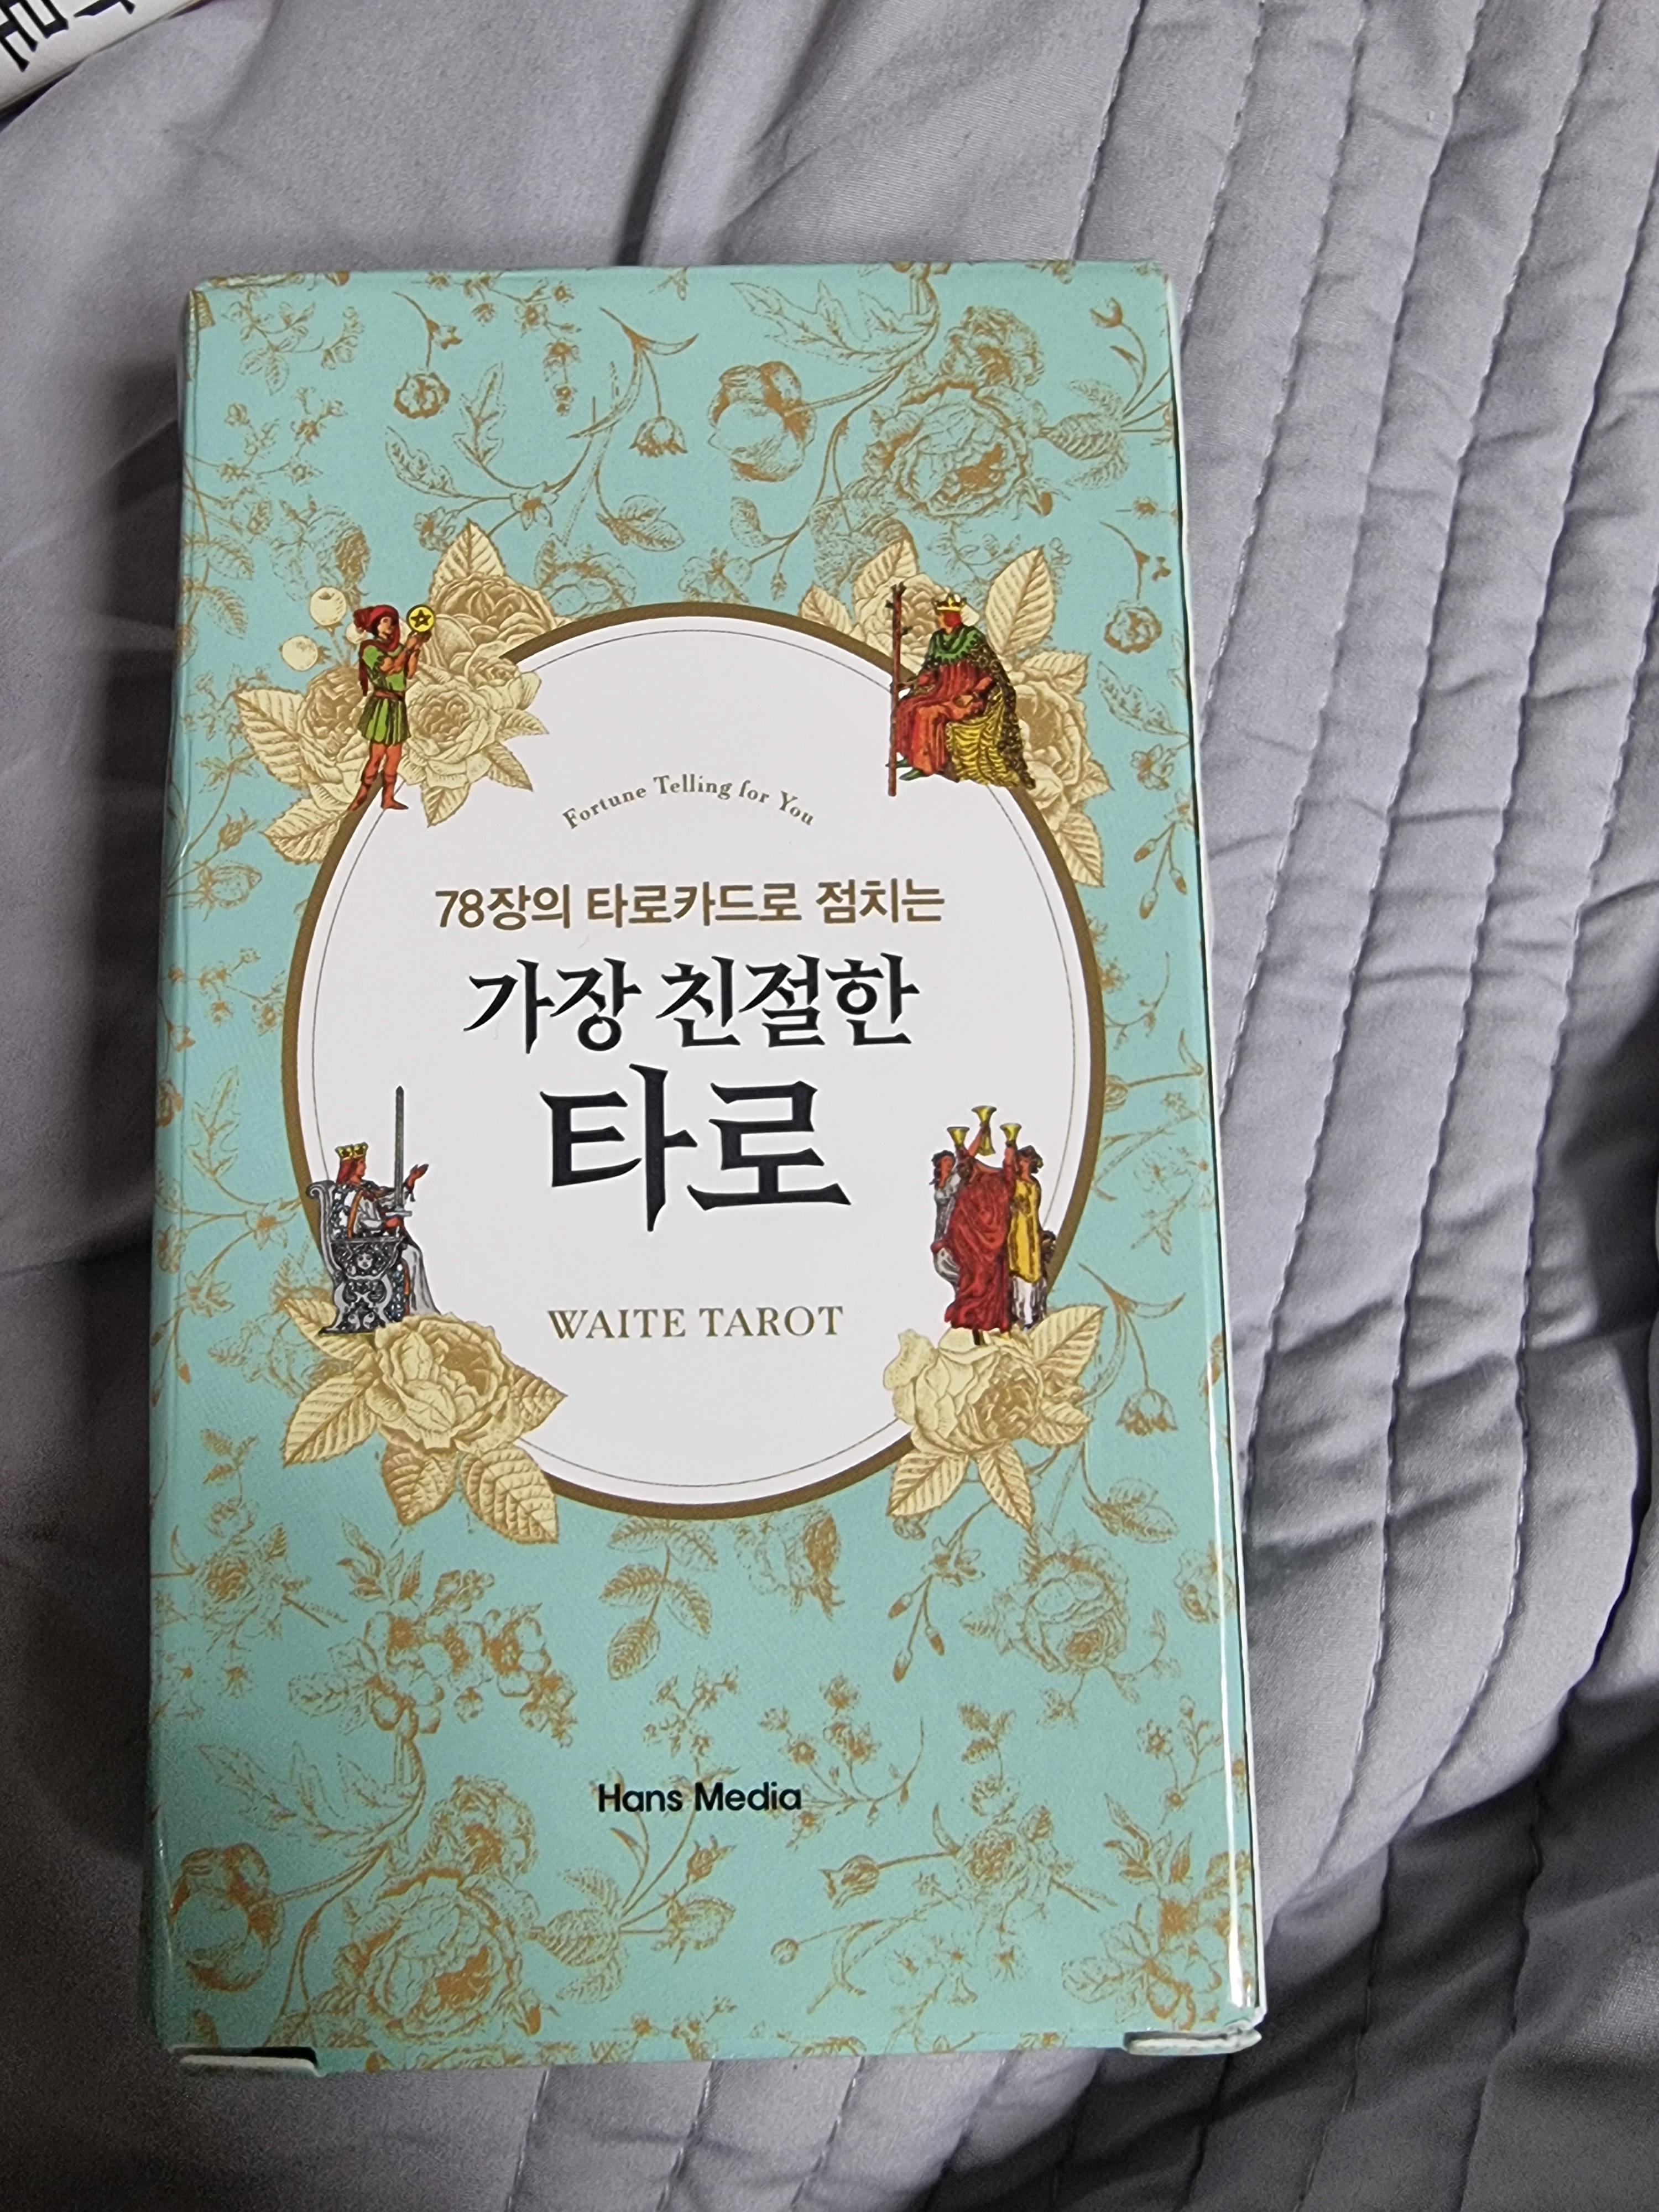 Fortune Telling for You
78장의 타로카드로 점치는
가장 친절한
타로
WAITE TAROT
Hans Media